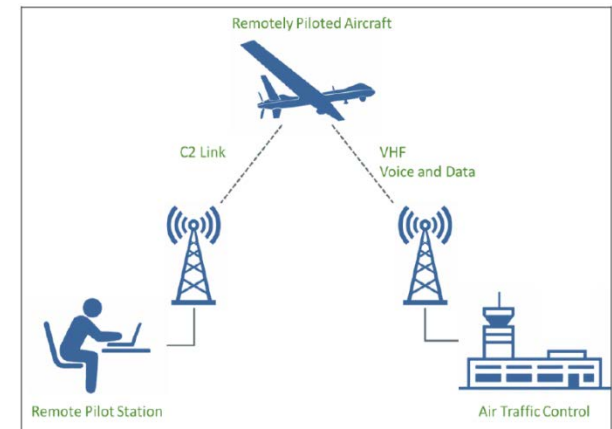 Remotely Piloted Aircraft
C2 Link
VHF
Voice and Data
Remote Pilot Station
Air Traffic Control